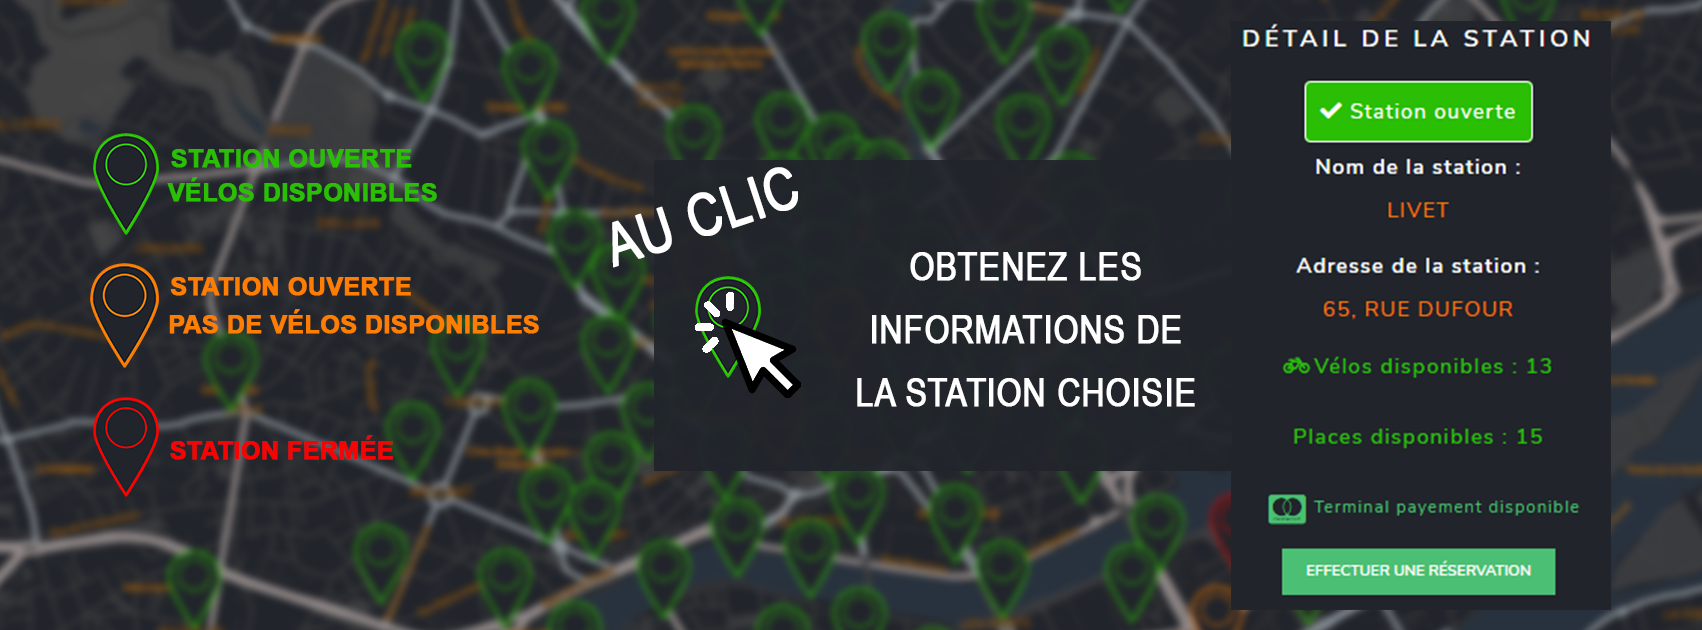 STATION OUVERTE
VÉLOS DISPONIBLES
STATION OUVERTE
PAS DE VÉLOS DISPONIBLES
STATION FERMÉE
AU CLIC
OBTENEZ LES
INFORMATIONS DE
LA STATION CHOISIE
DÉTAIL DE LA STATION
Station ouverte
Nom de la station :
LIVET
Adresse de la station :
65, RUE DUFOUR
Vélos disponibles : 13
Places disponibles : 15
Terminal payement disponible
EFFECTUER UNE RÉSERVATION